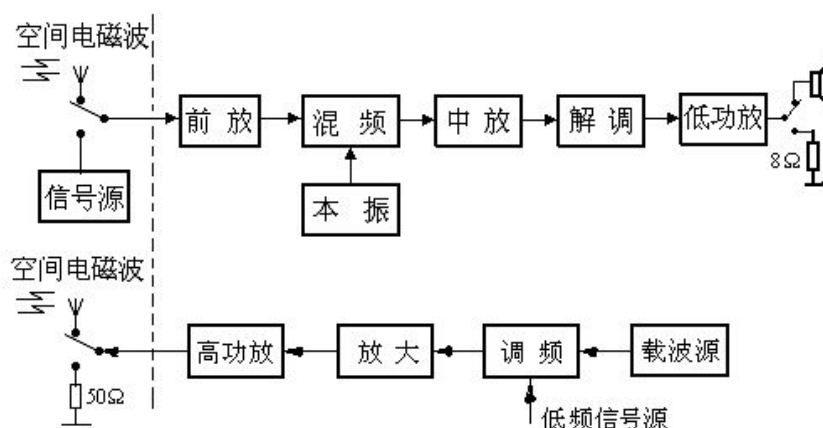 空间电磁波
前放
混频
中放
解调
低功放
8Ω
信号源
本振
空间电磁波
高功放
放大
调频
载波源
50Ω
低频信号源